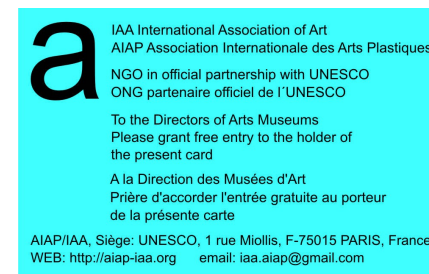 a
IAA International Association of Art
AIAP Association Internationale des Arts Plastiques
NGO in official partnership with UNESCO
ONG partenaire officiel de l´UNESCO
To the Directors of Arts Museums
Please grant free entry to the holder of
the present card
A la Direction des Musées d'Art
Prière d'accorder l'entrée gratuite au porteur
de la présente carte
AIAP/IAA, Siège: UNESCO, 1 rue Miollis, F-75015 PARIS, France
WEB: http://aiap-iaa.org email: iaa.aiap@gmail.com